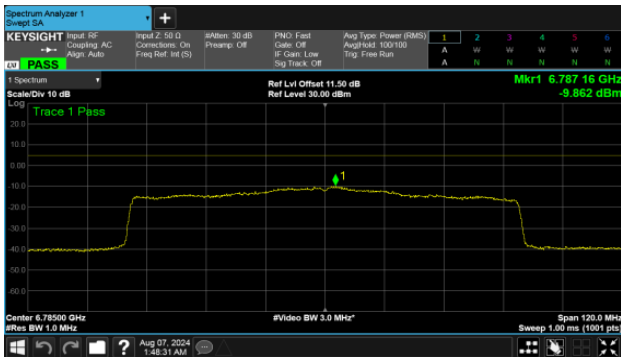 Spectrum Analyzer 1
Swept SA
KEYSIGHT Input: RF Input Z: 50 Ω #Atten: 30 dB PNO: Fast Avg Type: Power (RMS) 1 2 3 4 5 6
Coupling: AC Corrections: On Preamp: Off Gate: Off Avg|Hold: 100/100 A W W W W W
Align: Auto Freq Ref: Int (S) IF Gain: Low Trig: Free Run
Sig Track: Off A N N N N N
LXI PASS
1 Spectrum Mkr1 6.787 16 GHz
Ref Lvl Offset 11.50 dB
Scale/Div 10 dB Ref Level 30.00 dBm -9.862 dBm
Log
Trace 1 Pass
20.0
10.0
0.00
1
-10.0
-20.0
-30.0
-40.0
-50.0
-60.0
Center 6.78500 GHz #Video BW 3.0 MHz* Span 120.0 MHz
#Res BW 1.0 MHz Sweep 1.00 ms (1001 pts)
? Aug 07, 2024
1:48:31 AM